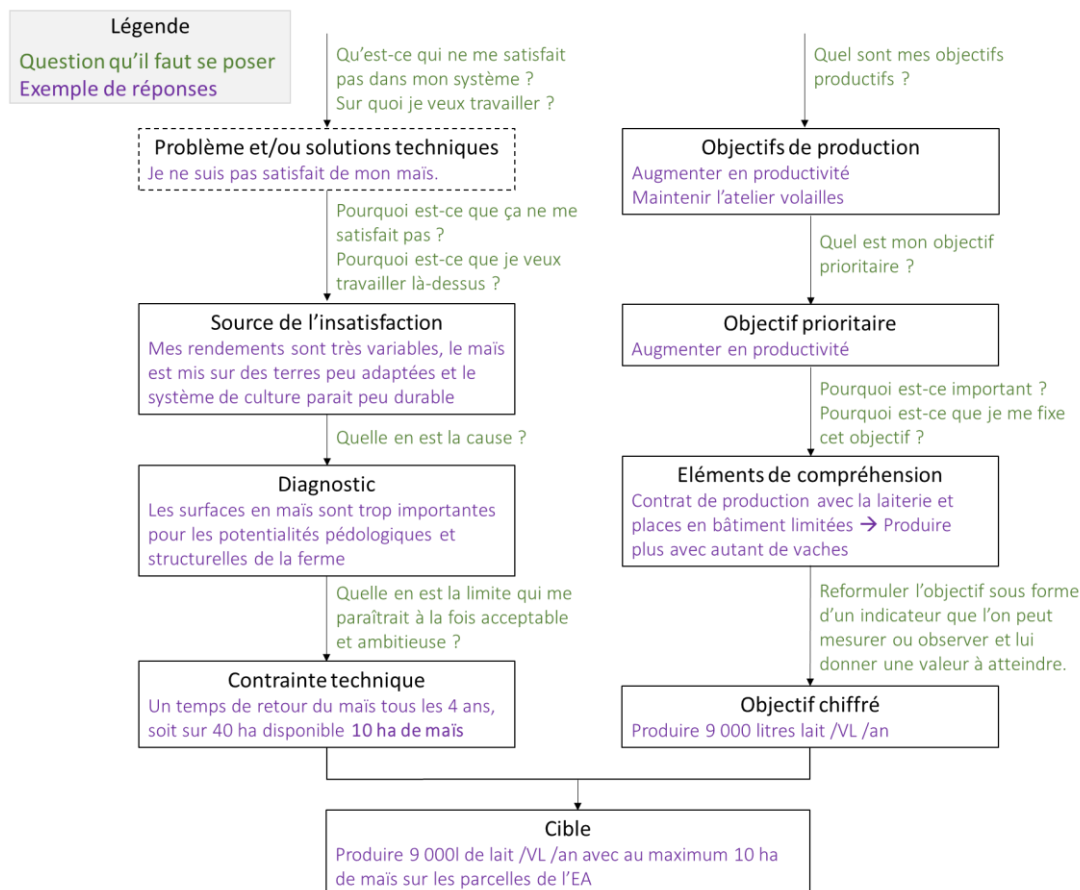 Légende
Question qu'il faut se poser
Exemple de réponses
Qu'est-ce qui ne me satisfait
pas dans mon système ?
Sur quoi je veux travailler ?
Problème et/ou solutions techniques
Je ne suis pas satisfait de mon maïs.
Pourquoi est-ce que ça ne me
satisfait pas ?
Pourquoi est-ce que je veux
travailler là-dessus ?
Source de l'insatisfaction
Mes rendements sont très variables, le maïs
est mis sur des terres peu adaptées et le
système de culture parait peu durable
Quelle en est la cause ?
Diagnostic
Les surfaces en maïs sont trop importantes
pour les potentialités pédologiques et
structurelles de la ferme
Quelle en est la limite qui me
paraîtrait à la fois acceptable
et ambitieuse ?
Contrainte technique
Un temps de retour du maïs tous les 4 ans,
soit sur 40 ha disponible 10 ha de maïs
Quel sont mes objectifs
productifs ?
Objectifs de production
Augmenter en productivité
Maintenir l'atelier volailles
Quel est mon objectif
prioritaire ?
Objectif prioritaire
Augmenter en productivité
Pourquoi est-ce important ?
Pourquoi est-ce que je me fixe
cet objectif ?
Eléments de compréhension
Contrat de production avec la laiterie et
places en bâtiment limitées → Produire
plus avec autant de vaches
Reformuler l'objectif sous forme
d'un indicateur que l'on peut
mesurer ou observer et lui
donner une valeur à atteindre.
Objectif chiffré
Produire 9 000 litres lait /VL /an
Cible
Produire 9 000l de lait /VL /an avec au maximum 10 ha
de maïs sur les parcelles de l'EA